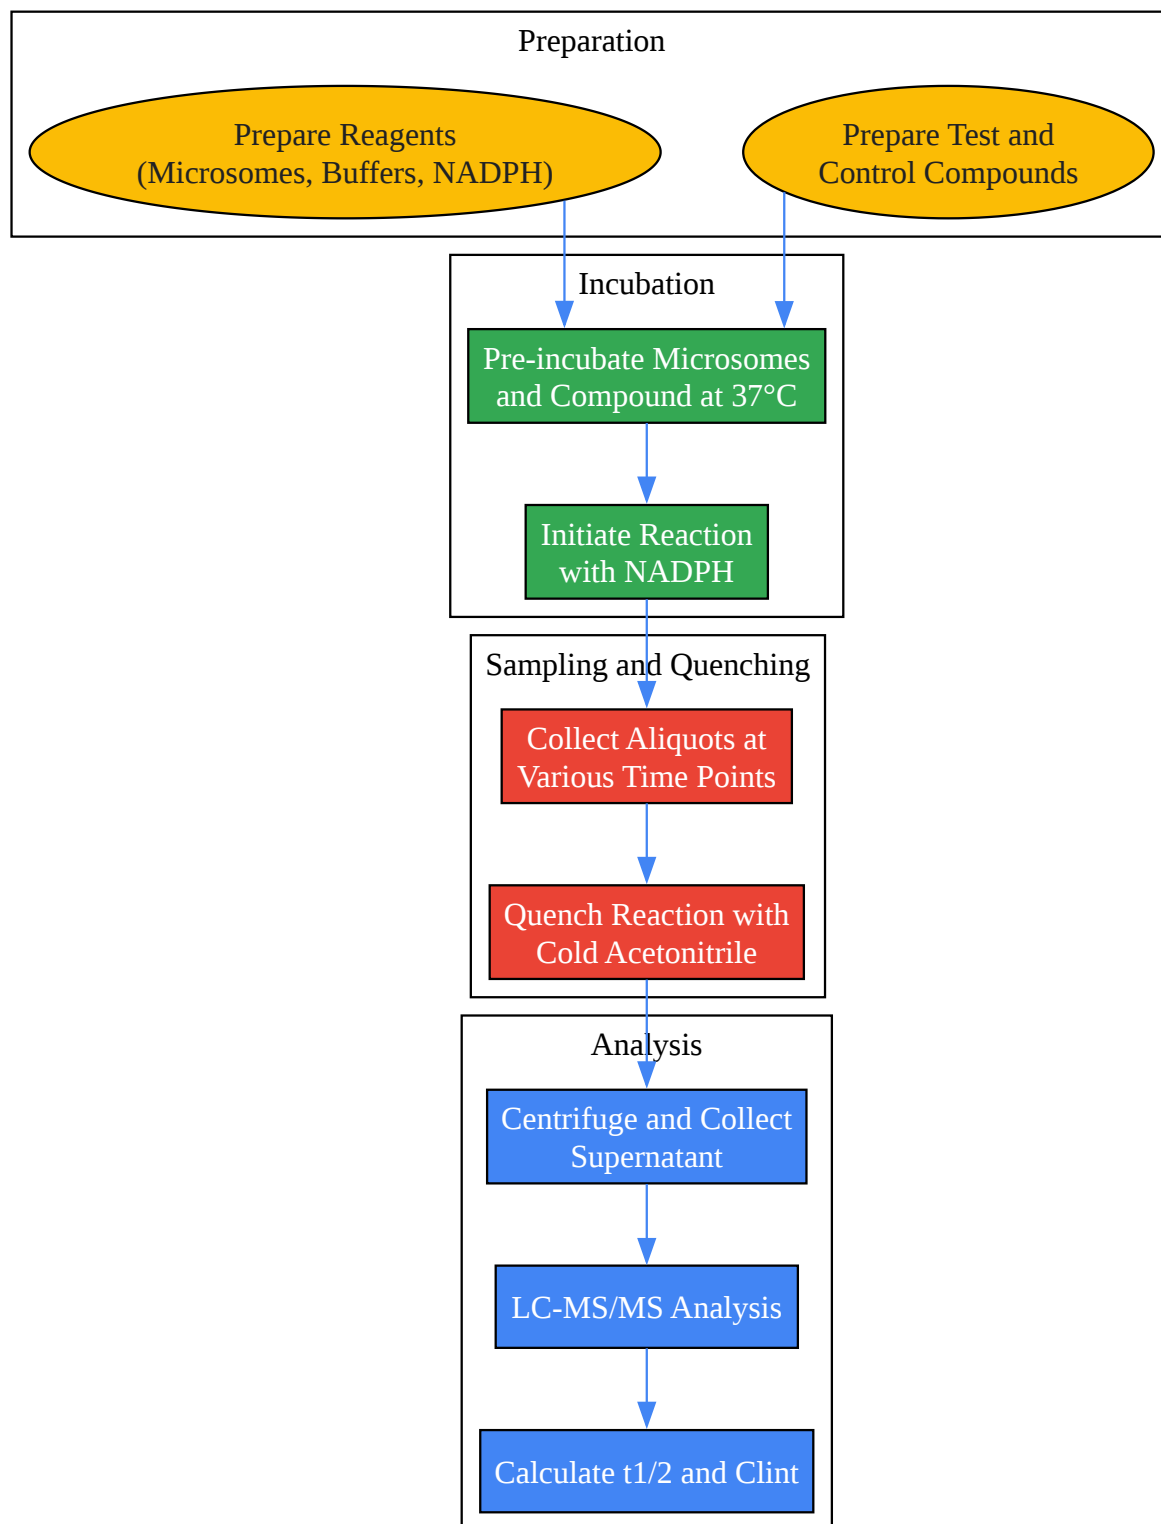 Preparation
Prepare Reagents
(Microsomes, Buffers, NADPH)
Prepare Test and
Control Compounds
Incubation
Pre-incubate Microsomes
and Compound at 37°C
Initiate Reaction
with NADPH
Sampling and Quenching
Collect Aliquots at
Various Time Points
Quench Reaction with
Cold Acetonitrile
Analysis
Centrifuge and Collect
Supernatant
LC-MS/MS Analysis
Calculate t1/2 and Clint